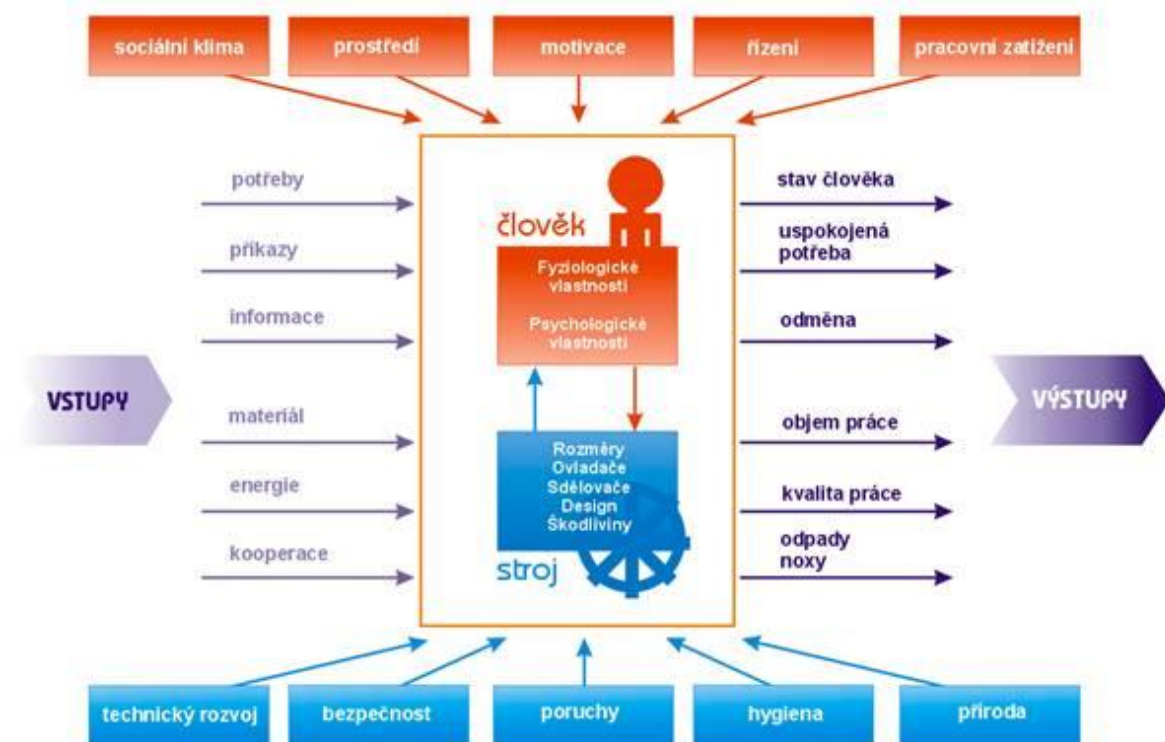 sociální klima
prostředí
motivace
řízení
pracovní zatížení
potřeby
příkazy
informace
VSTUPY
materiál
energie
kooperace
člověk
Fyziologické
vlastnosti
Psychologické
vlastnosti
Rozměry
Ovladače
Sdělovače
Design
Škodliviny
stroj
stav člověka
uspokojená
potřeba
odměna
VÝSTUPY
objem práce
kvalita práce
odpady
noxy
technický rozvoj
bezpečnost
poruchy
hygiena
příroda